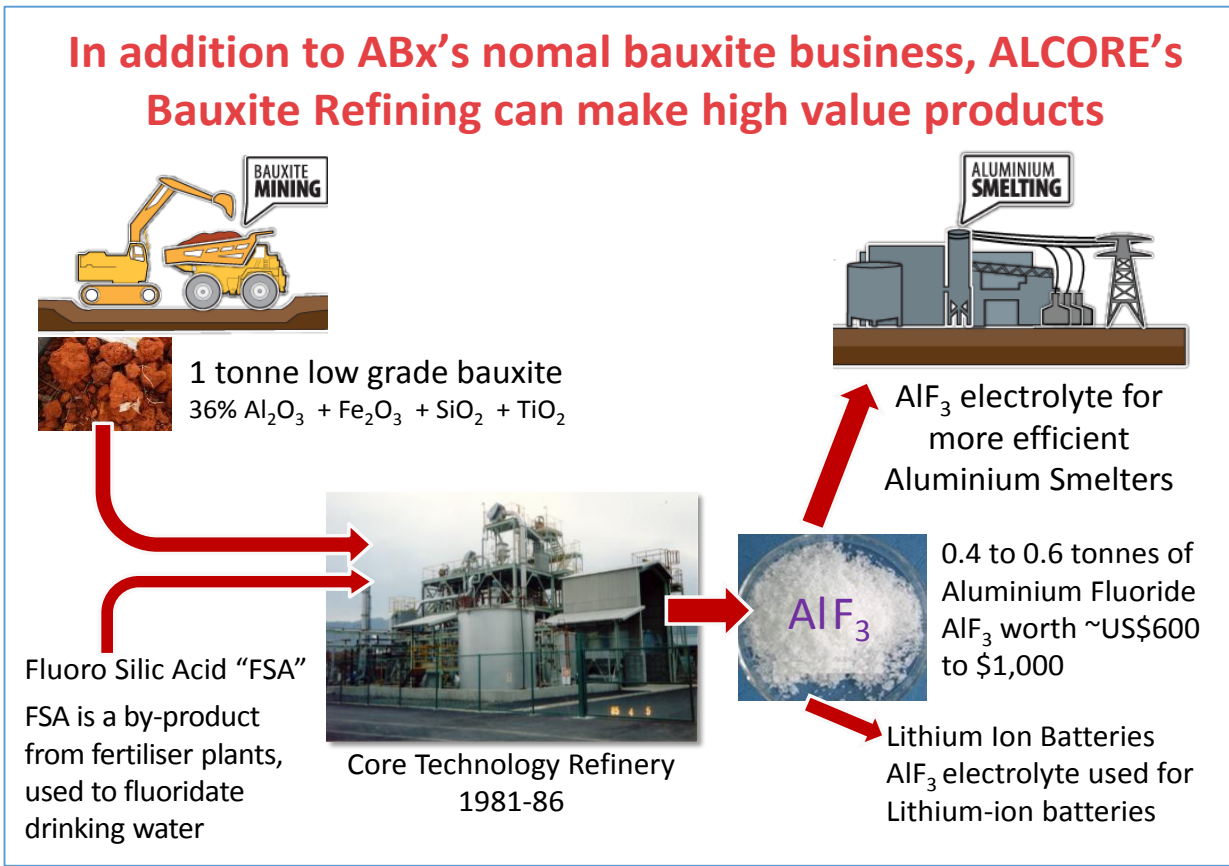 In addition to ABx's nomal bauxite business, ALCORE's
Bauxite Refining can make high value products
BAUXITE
MINING
ALUMINIUM
SMELTING
1 tonne low grade bauxite
36% Al₂O₃ + Fe₂O₃ + SiO₂ + TiO₂
AlF₃ electrolyte for
more efficient
Aluminium Smelters
Fluoro Silic Acid "FSA"
FSA is a by-product
from fertiliser plants,
used to fluoridate
drinking water
85 4 5
Core Technology Refinery
1981-86
AlF₃
0.4 to 0.6 tonnes of
Aluminium Fluoride
AlF₃ worth ~US$600
to $1,000
Lithium Ion Batteries
AlF₃ electrolyte used for
Lithium-ion batteries